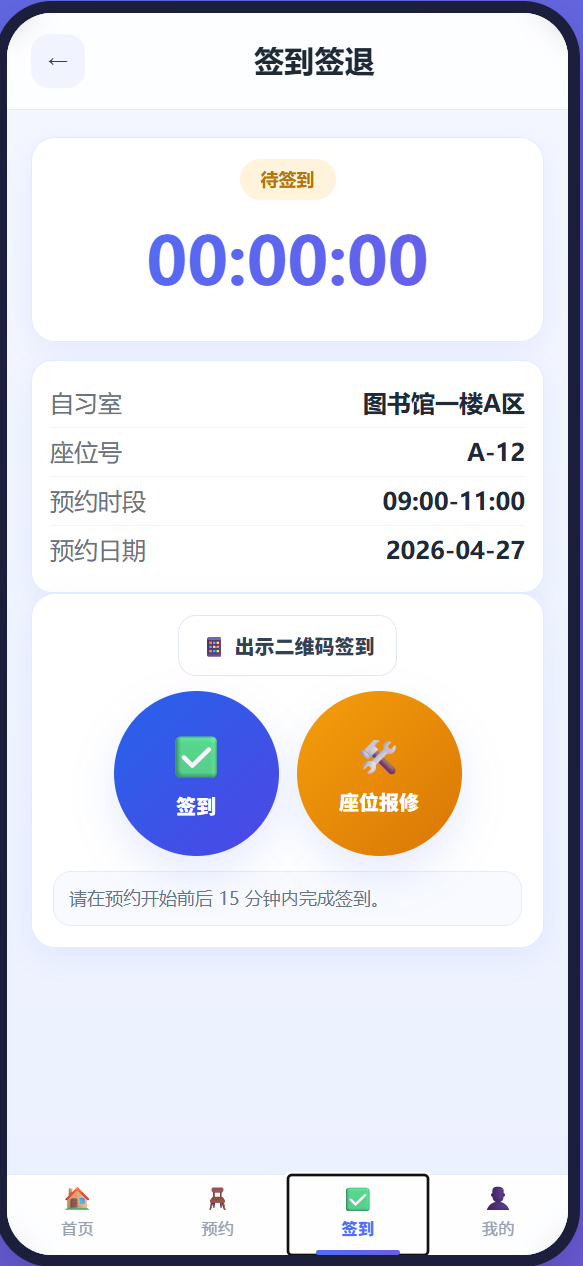 ← 签到签退
待签到
00:00:00
自习室 图书馆一楼A区
座位号 A-12
预约时段 09:00-11:00
预约日期 2026-04-27
出示二维码签到
签到 座位报修
请在预约开始前后 15 分钟内完成签到。
首页 预约 签到 我的